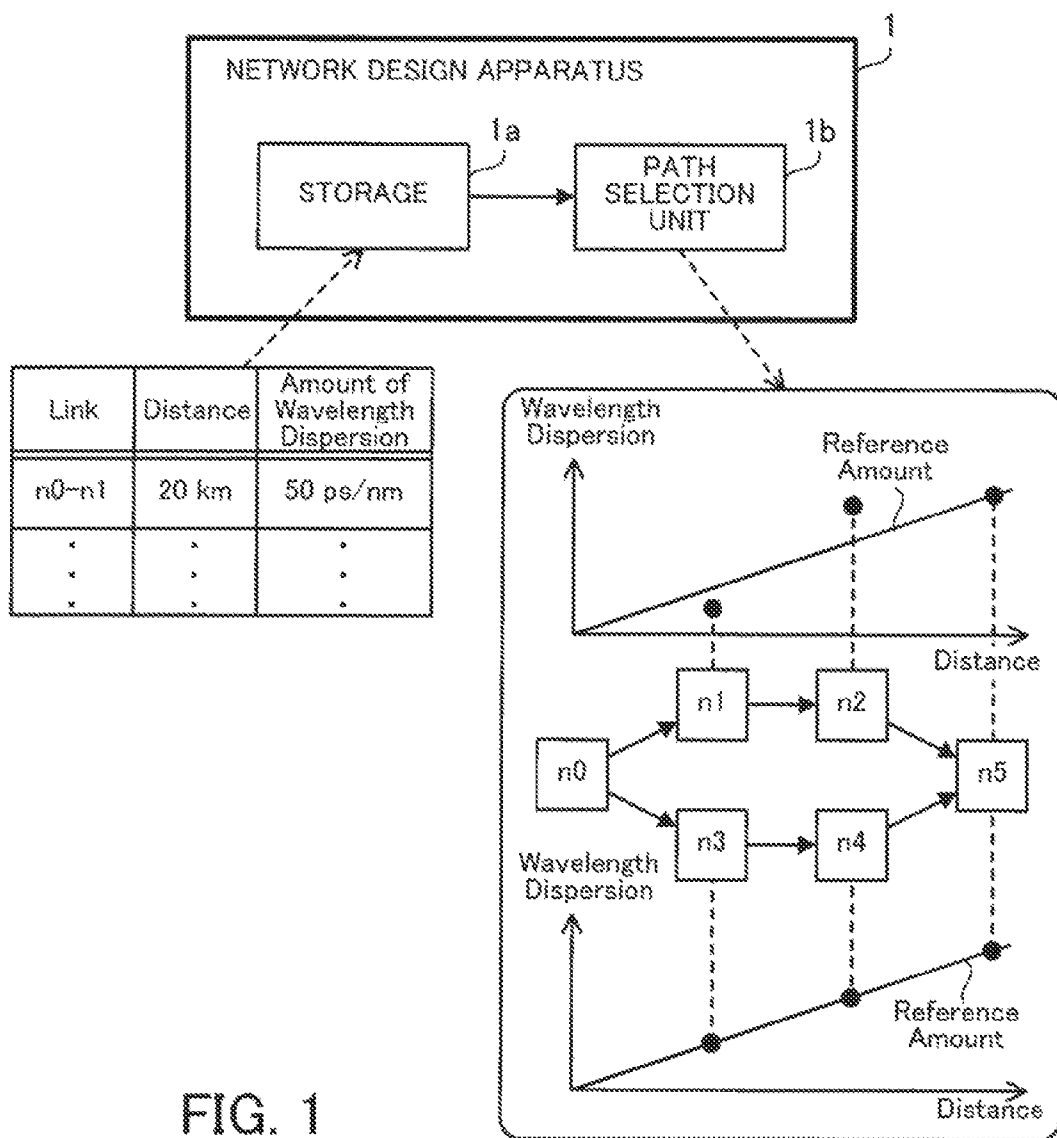 1
NETWORK DESIGN APPARATUS
1a
1b
STORAGE
PATH
SELECTION
UNIT
Link
Distance
Amount of
Wavelength
Dispersion
n0-n1
20 km
50 ps/nm
Wavelength
Dispersion
Reference
Amount
Distance
n1
n2
n0
n5
n3
n4
Wavelength
Dispersion
Reference
Amount
Distance
FIG. 1